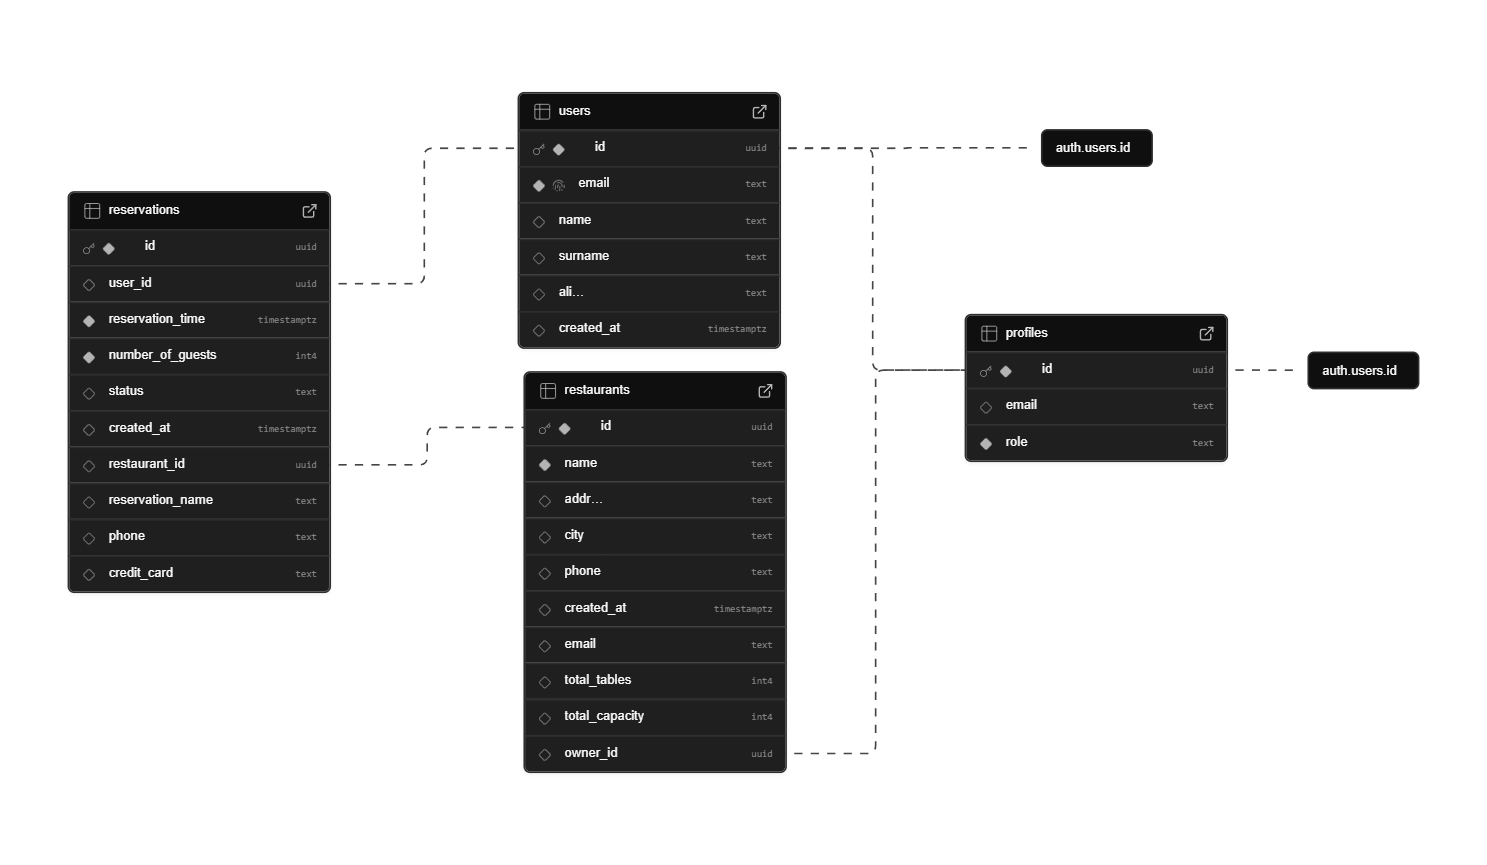 users
id uuid
email text
name text
surname text
ali... text
created_at timestamptz
auth.users.id
reservations
id uuid
user_id uuid
reservation_time timestamptz
number_of_guests int4
status text
created_at timestamptz
restaurant_id uuid
reservation_name text
phone text
credit_card text
restaurants
id uuid
name text
addr... text
city text
phone text
created_at timestamptz
email text
total_tables int4
total_capacity int4
owner_id uuid
profiles
id uuid
email text
role text
auth.users.id